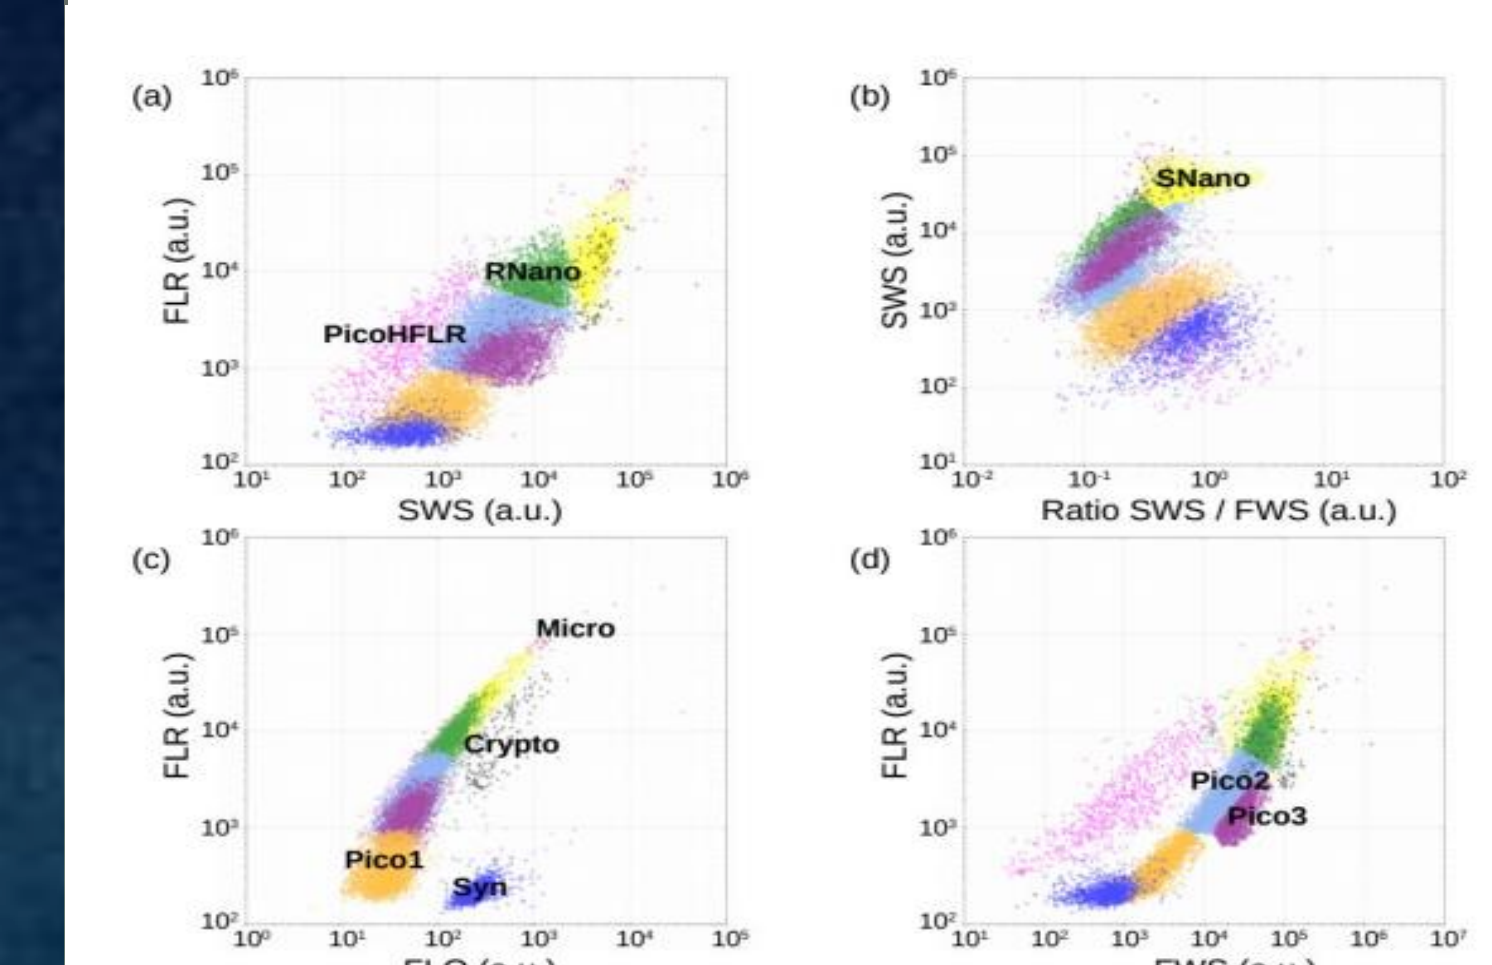 (a)
FLR (a.u.)
10⁶
10⁵
10⁴
10³
10²
RNano
PicoHFLR
10¹ 10² 10³ 10⁴ 10⁵ 10⁶
SWS (a.u.)
(b)
SWS (a.u.)
10⁶
10⁵
10⁴
10³
10²
10¹
SNano
10⁻² 10⁻¹ 10⁰ 10¹ 10²
Ratio SWS / FWS (a.u.)
(c)
FLR (a.u.)
10⁶
10⁵
10⁴
10³
10²
Micro
Crypto
Pico1
Syn
10⁰ 10¹ 10² 10³ 10⁴ 10⁵
(a.u.)
(d)
FLR (a.u.)
10⁶
10⁵
10⁴
10³
10²
Pico2
Pico3
10¹ 10² 10³ 10⁴ 10⁵ 10⁶ 10⁷
FWS (a.u.)